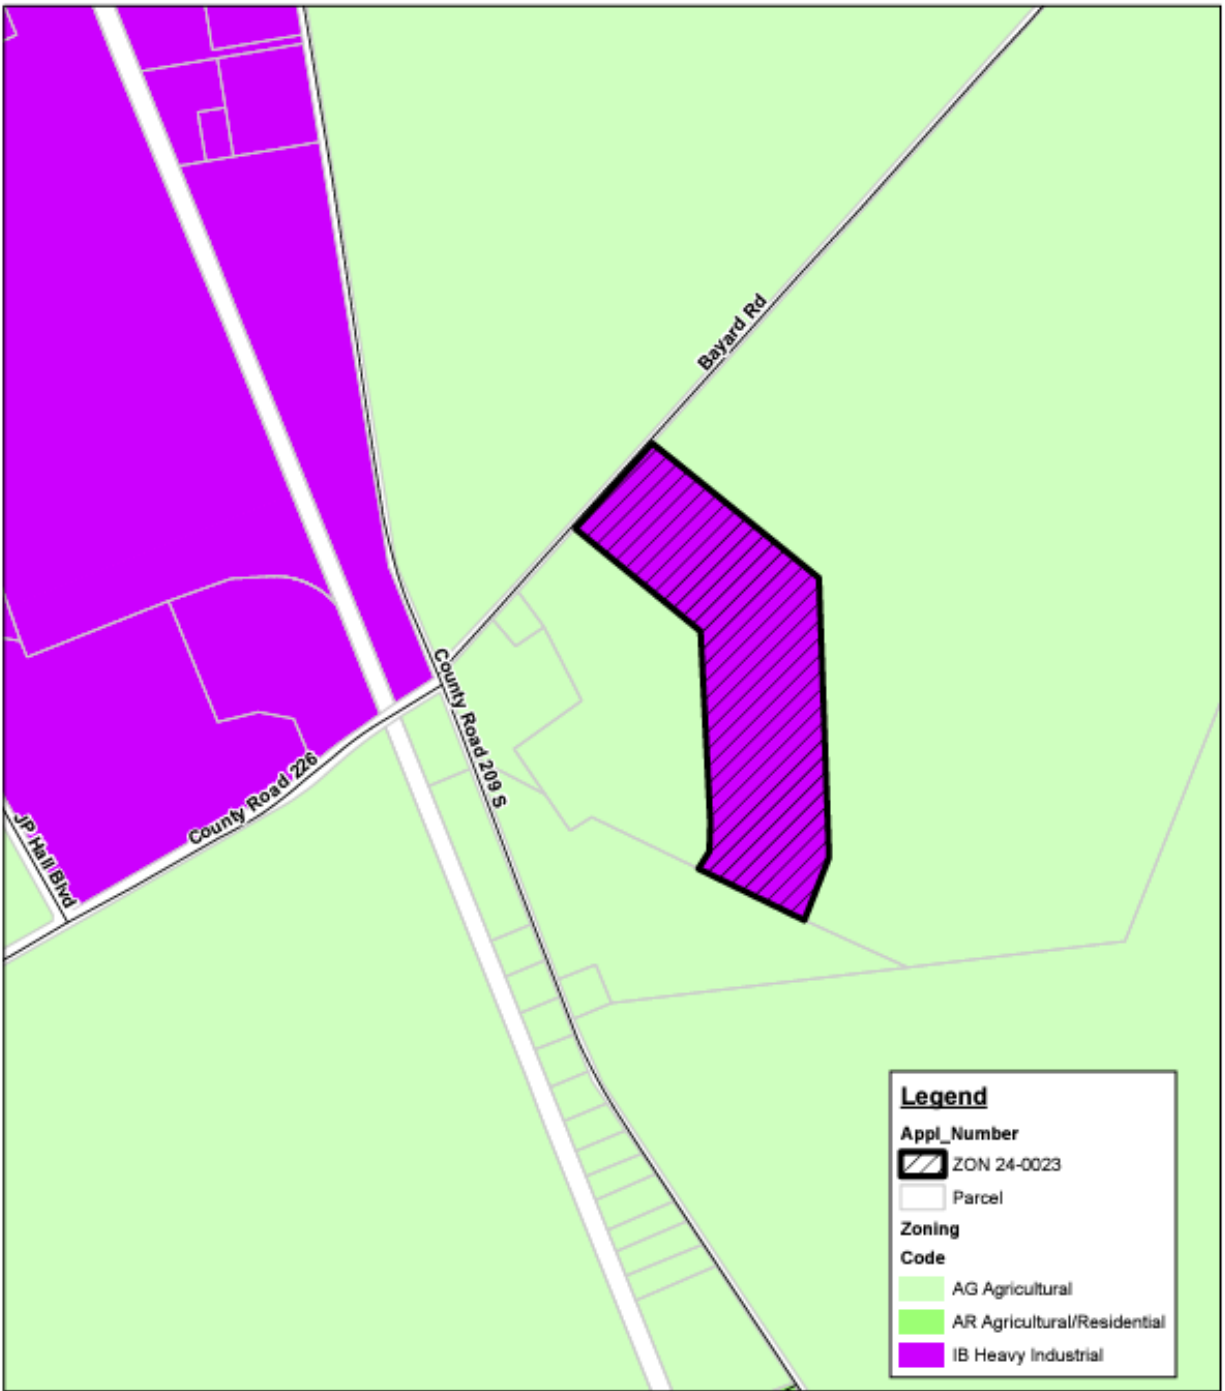 Bayard Rd
County Road 209 S
County Road 226
JP Hall Blvd
Legend
Appl_Number
ZON 24-0023
Parcel
Zoning
Code
AG Agricultural
AR Agricultural/Residential
IB Heavy Industrial